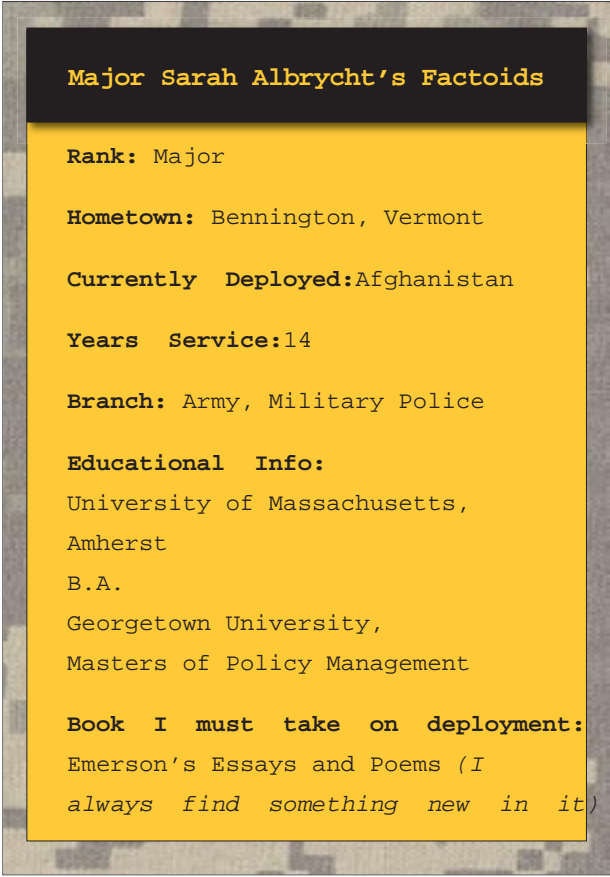 Major Sarah Albrycht’s Factoids
Rank: Major
Hometown: Bennington, Vermont
Currently Deployed:Afghanistan
Years Service:14
Branch: Army, Military Police
Educational Info:
University of Massachusetts,
Amherst
B.A.
Georgetown University,
Masters of Policy Management
Book I must take on deployment:
Emerson’s Essays and Poems (I
always find something new in it)